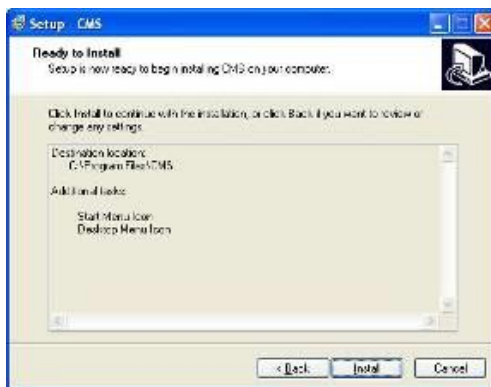 Setup CMS
Ready to Install
Setup is now ready to begin installing CMS on your computer.
Click Install to continue with the installation, or click Back if you want to review or
change any settings.
Destination location:
C:\Program Files\CMS
Additional tasks:
Start Menu Icon
Desktop Menu Icon
< Back
Install
Cancel